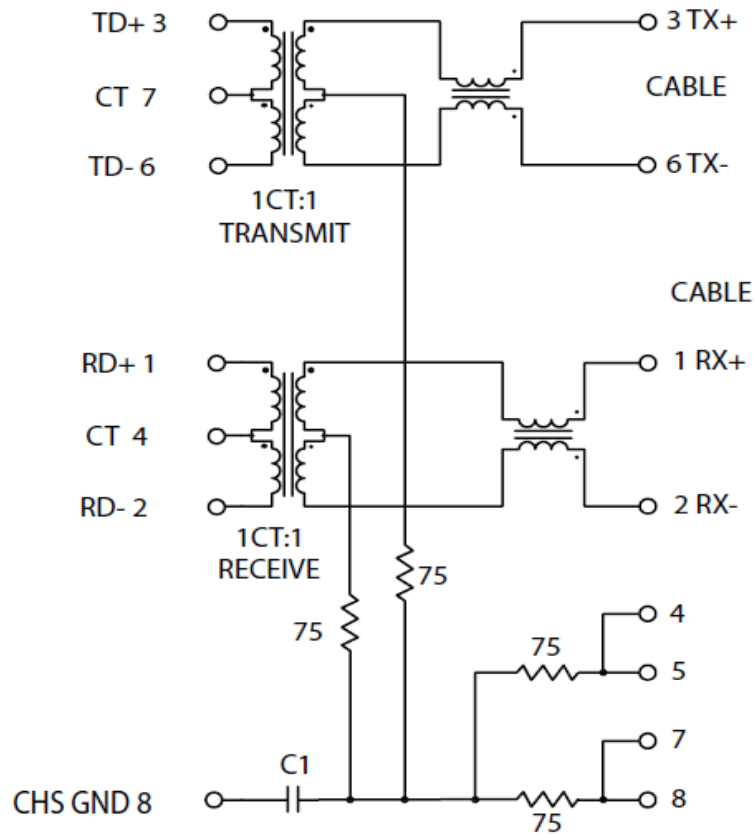 TD+ 3
3 TX+
CT 7
CABLE
TD- 6
6 TX-
1CT:1
TRANSMIT
CABLE
RD+ 1
1 RX+
CT 4
RD- 2
2 RX-
1CT:1
RECEIVE
75
75
4
75
5
7
C1
CHS GND 8
8
75